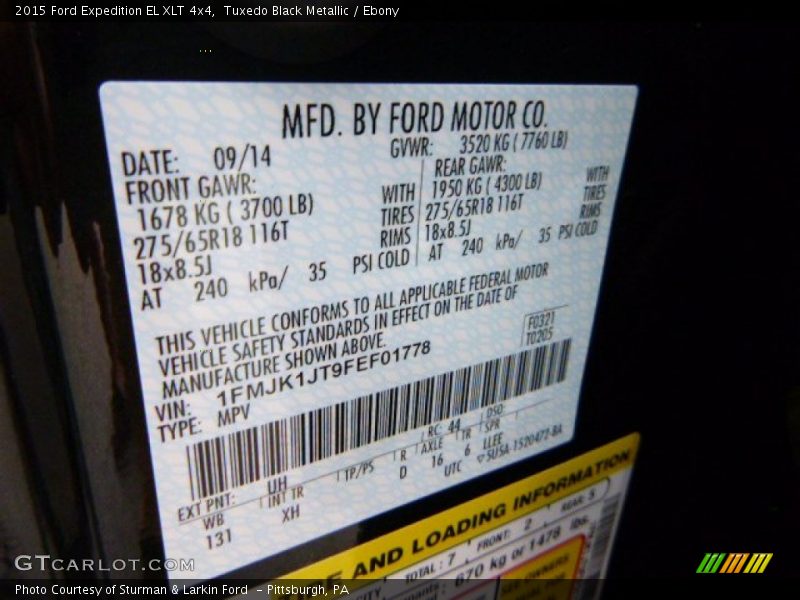 2015 Ford Expedition EL XLT 4x4,  Tuxedo Black Metallic / Ebony
MFD. BY FORD MOTOR CO.
DATE: 09/14
GVWR: 3520 KG ( 7760 LB)
FRONT GAWR:
1678 KG ( 3700 LB) WITH
275/65R18 116T TIRES
18x8.5J RIMS
AT 240 kPa/ 35 PSI COLD
REAR GAWR:
1950 KG ( 4300 LB) WITH
275/65R18 116T TIRES
18x8.5J RIMS
AT 240 kPa/ 35 PSI COLD
THIS VEHICLE CONFORMS TO ALL APPLICABLE FEDERAL MOTOR
VEHICLE SAFETY STANDARDS IN EFFECT ON THE DATE OF
MANUFACTURE SHOWN ABOVE.
F0321
T0205
VIN: 1FMJK1JT9FEF01778
TYPE: MPV
RC: 44 DSO:
EXT PNT: UH
WB INT TR TP/PS R AXLE TR SPR
131 XH D 16 6 LLEE
UTC ▽5U5A-1520472-BA
AND LOADING INFORMATION
TOTAL : 7 FRONT: 2 REAR: 5
670 kg or 1478 lbs.
SEE OWNERS
GTCARLOT.COM
Photo Courtesy of Sturman & Larkin Ford  - Pittsburgh, PA